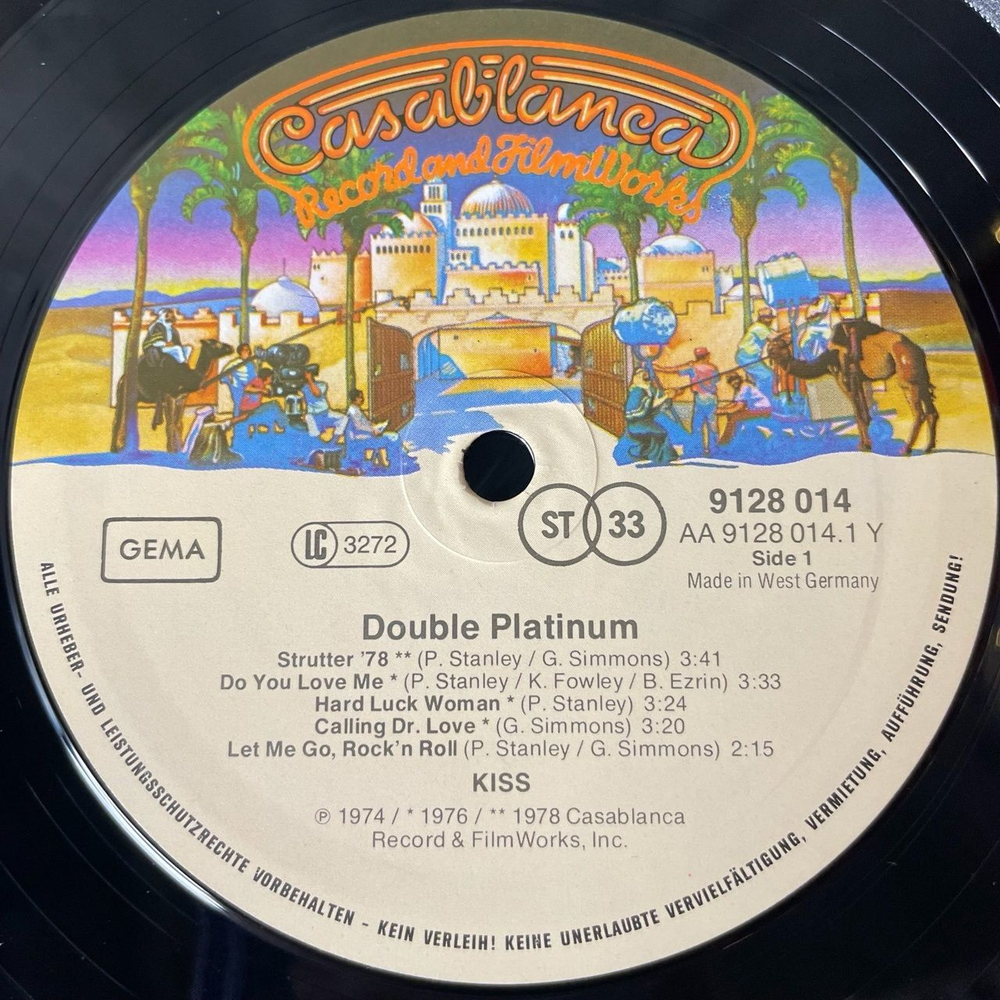 Casablanca
Record and FilmWorks
GEMA
LC 3272
ST 33
9128 014
AA 9128 014.1 Y
Side 1
Made in West Germany
Double Platinum
Strutter '78 ** (P. Stanley / G. Simmons) 3:41
Do You Love Me * (P. Stanley / K. Fowley / B. Ezrin) 3:33
Hard Luck Woman * (P. Stanley) 3:24
Calling Dr. Love * (G. Simmons) 3:20
Let Me Go, Rock'n Roll (P. Stanley / G. Simmons) 2:15
KISS
℗ 1974 / * 1976 / ** 1978 Casablanca
Record & FilmWorks, Inc.
ALLE URHEBER- UND LEISTUNGSSCHUTZRECHTE VORBEHALTEN - KEIN VERLEIH! KEINE UNERLAUBTE VERVIELFÄLTIGUNG, VERMIETUNG, AUFFÜHRUNG, SENDUNG!